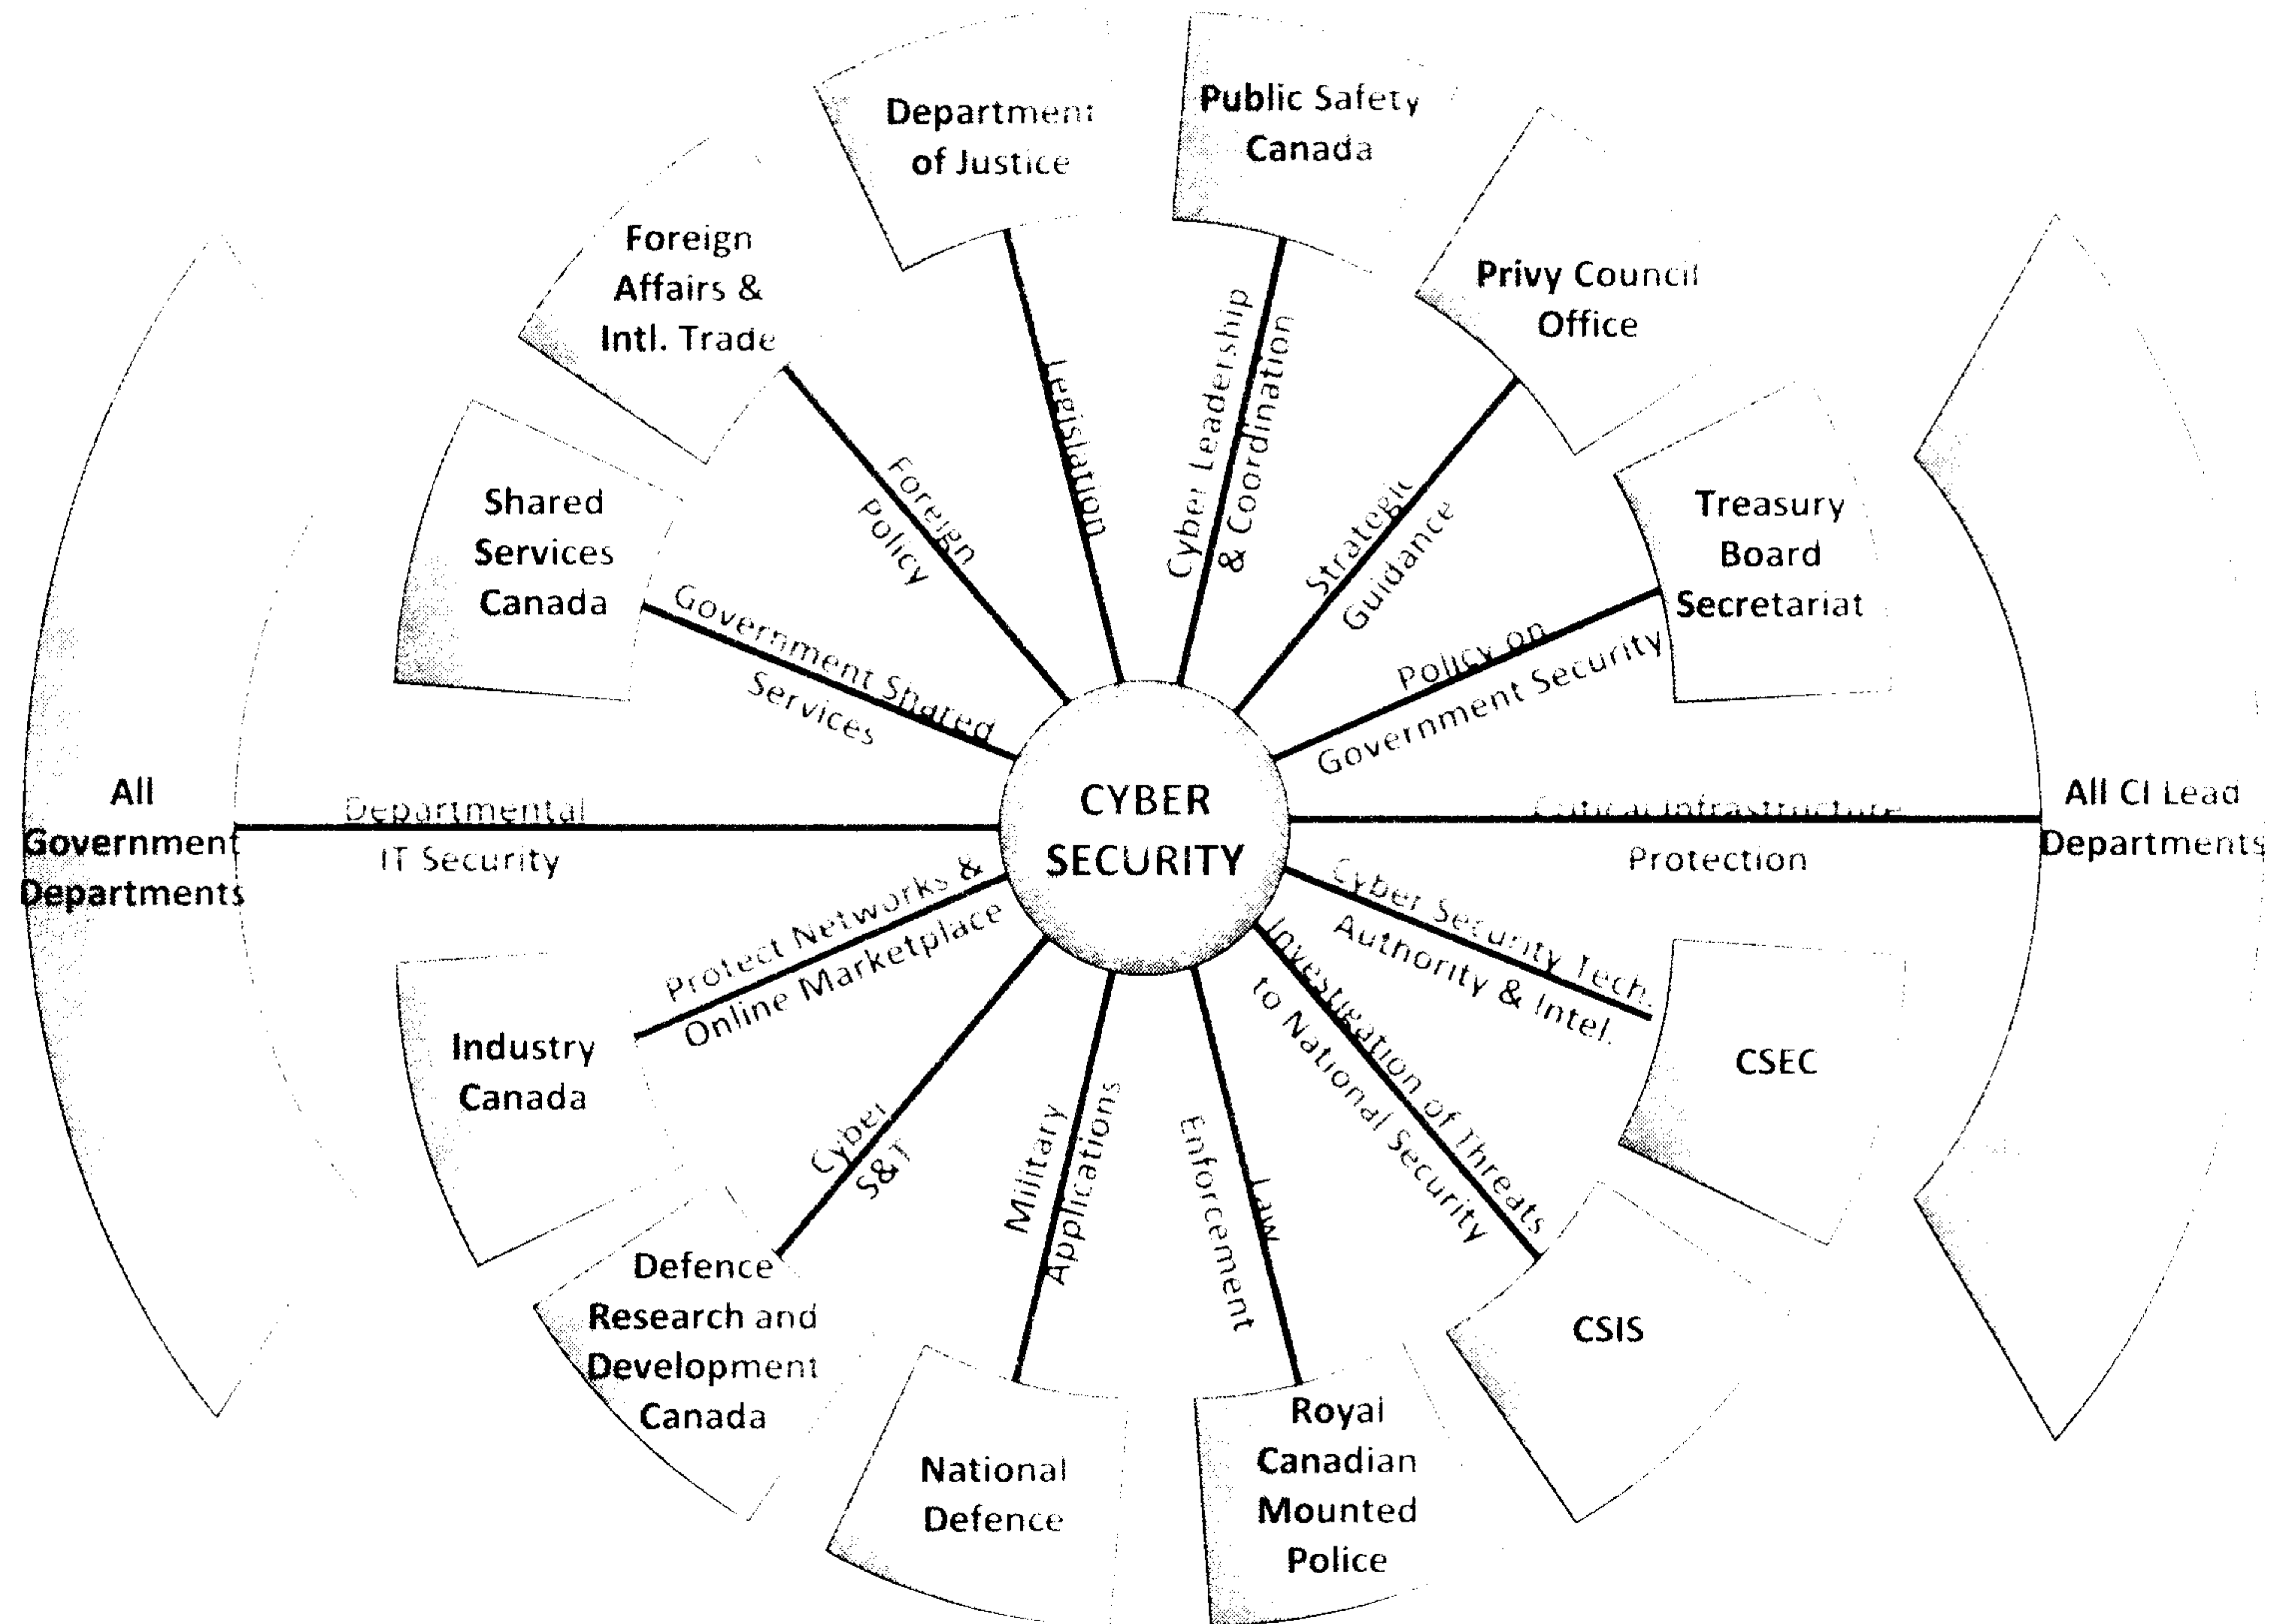 Department
of Justice
Public Safety
Canada
Foreign
Affairs &
Intl. Trade
Privy Council
Office
Shared
Services
Canada
Treasury
Board
Secretariat
Foreign
Policy
Legislation
Cyber Leadership
& Coordination
Strategic
Guidance
Government Shared
Services
Policy on
Government Security
All
Government
Departments
Departmental
IT Security
CYBER
SECURITY
Critical Infrastructure
Protection
All CI Lead
Departments
Protect Networks &
Online Marketplace
Cyber Security Tech.
Authority & Intel.
Industry
Canada
Cyber
S&T
Military
Applications
Law
Enforcement
Investigation of Threats
to National Security
CSEC
Defence
Research and
Development
Canada
National
Defence
Royal
Canadian
Mounted
Police
CSIS